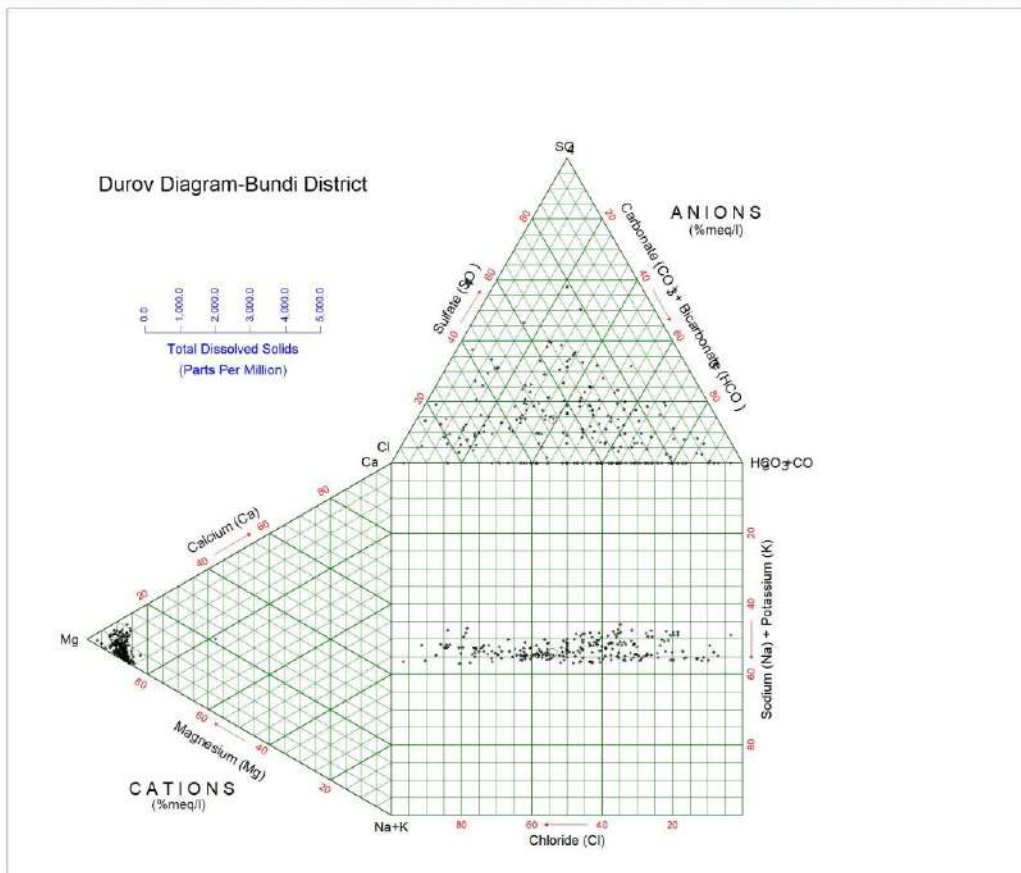 SO4
Durov Diagram-Bundi District
ANIONS
(%meq/l)
80
20
Sulfate (SO4)
Carbonate (CO3) + Bicarbonate (HCO3)
60
40
40
60
20
80
0.0
1,000.0
2,000.0
3,000.0
4,000.0
5,000.0
Total Dissolved Solids
(Parts Per Million)
Cl
Ca
HCO3+CO3
80
Calcium (Ca)
60
40
20
Mg
80
60
Magnesium (Mg)
40
20
CATIONS
(%meq/l)
Na+K
20
40
Sodium (Na) + Potassium (K)
60
80
80
60
40
20
Chloride (Cl)